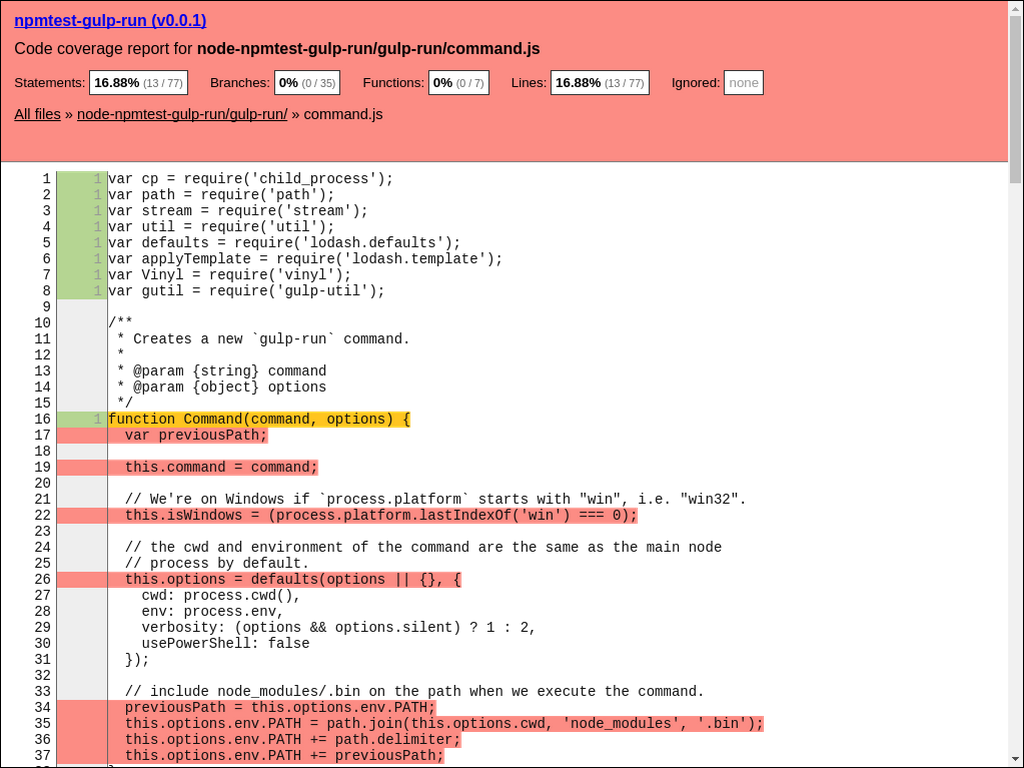 npmtest-gulp-run (v0.0.1)
Code coverage report for node-npmtest-gulp-run/gulp-run/command.js
Statements: 16.88% (13 / 77) Branches: 0% (0 / 35) Functions: 0% (0 / 7) Lines: 16.88% (13 / 77) Ignored: none
All files » node-npmtest-gulp-run/gulp-run/ » command.js
1 1 var cp = require('child_process');
2 1 var path = require('path');
3 1 var stream = require('stream');
4 1 var util = require('util');
5 1 var defaults = require('lodash.defaults');
6 1 var applyTemplate = require('lodash.template');
7 1 var Vinyl = require('vinyl');
8 1 var gutil = require('gulp-util');
9
10 /**
11 * Creates a new `gulp-run` command.
12 *
13 * @param {string} command
14 * @param {object} options
15 */
16 1 function Command(command, options) {
17 var previousPath;
18
19 this.command = command;
20
21 // We're on Windows if `process.platform` starts with "win", i.e. "win32".
22 this.isWindows = (process.platform.lastIndexOf('win') === 0);
23
24 // the cwd and environment of the command are the same as the main node
25 // process by default.
26 this.options = defaults(options || {}, {
27 cwd: process.cwd(),
28 env: process.env,
29 verbosity: (options && options.silent) ? 1 : 2,
30 usePowerShell: false
31 });
32
33 // include node_modules/.bin on the path when we execute the command.
34 previousPath = this.options.env.PATH;
35 this.options.env.PATH = path.join(this.options.cwd, 'node_modules', '.bin');
36 this.options.env.PATH += path.delimiter;
37 this.options.env.PATH += previousPath;